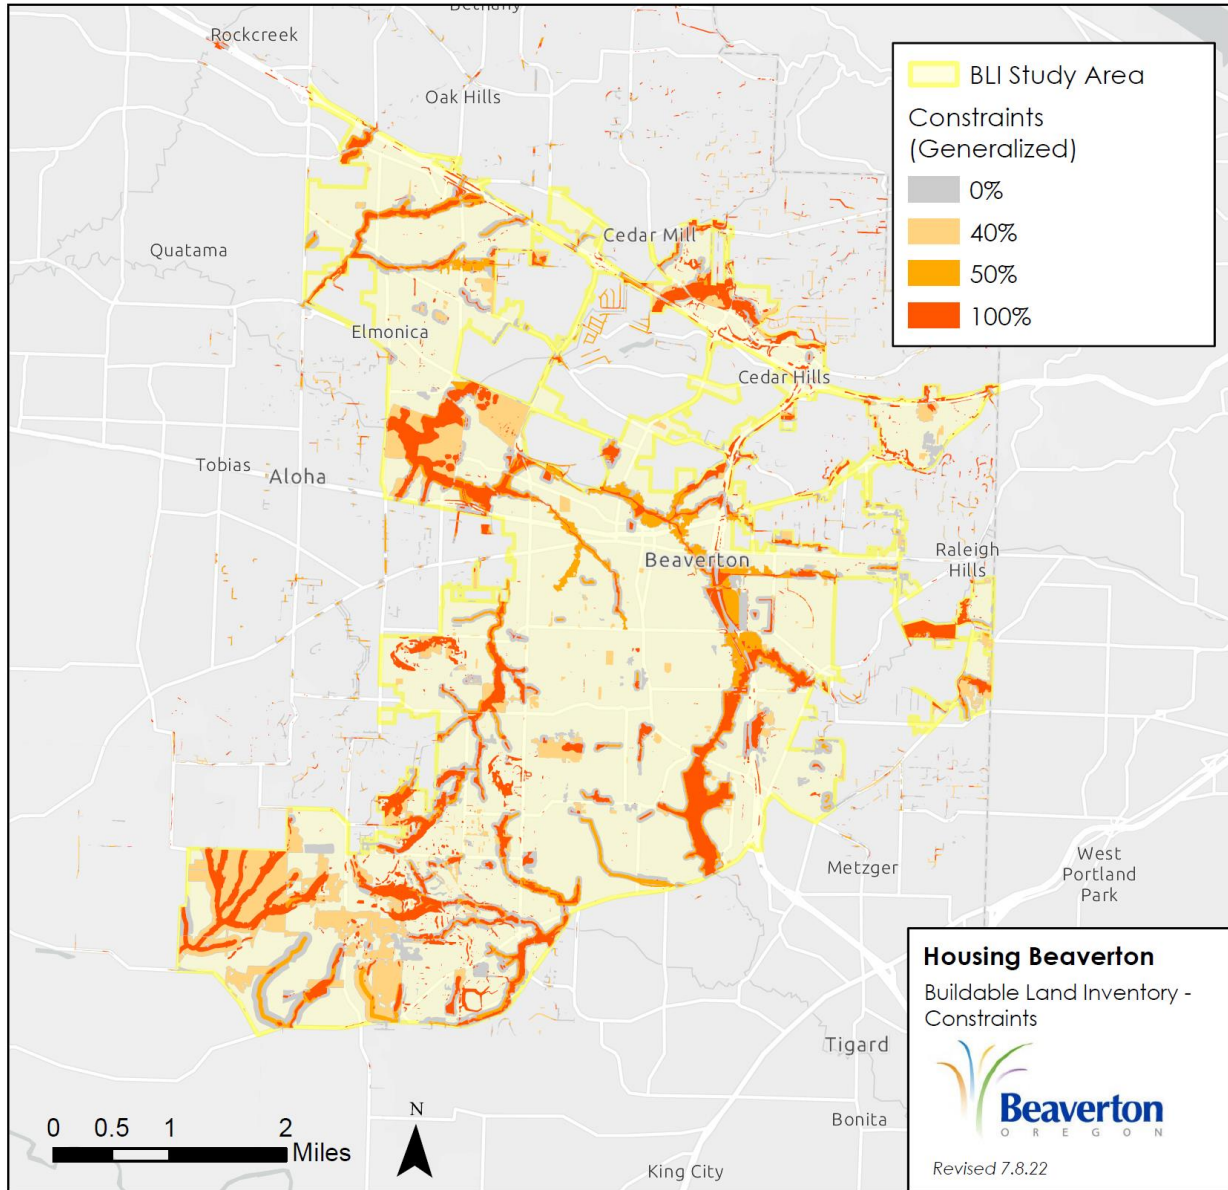 Bethany
Rockcreek
Oak Hills
BLI Study Area
Constraints
(Generalized)
0%
40%
50%
100%
Quatama
Cedar Mill
Elmonica
Cedar Hills
Tobias
Aloha
Beaverton
Raleigh
Hills
Metzger
West
Portland
Park
Housing Beaverton
Buildable Land Inventory -
Constraints
Beaverton
OREGON
Revised 7.8.22
Tigard
Bonita
King City
N
0 0.5 1 2
Miles